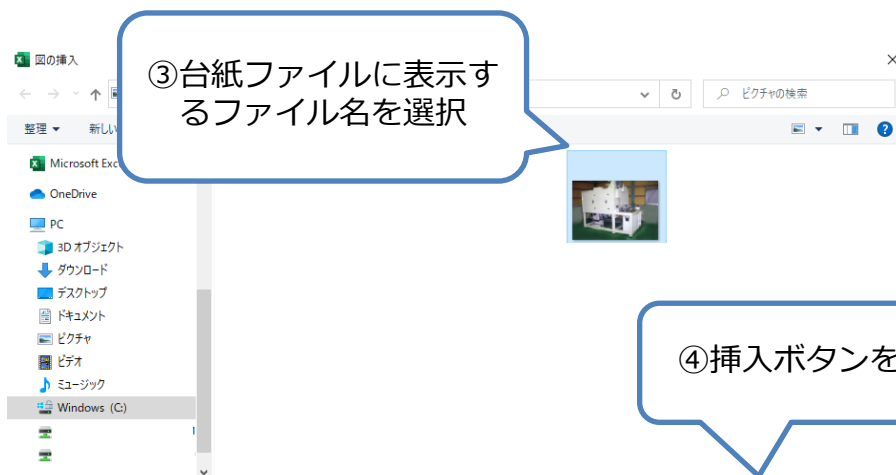 図の挿入
③台紙ファイルに表示す
るファイル名を選択
ピクチャの検索
整理
新しい
Microsoft Exc
OneDrive
PC
3D オブジェクト
ダウンロード
デスクトップ
ドキュメント
ピクチャ
ビデオ
ミュージック
Windows (C:)
④挿入ボタンを